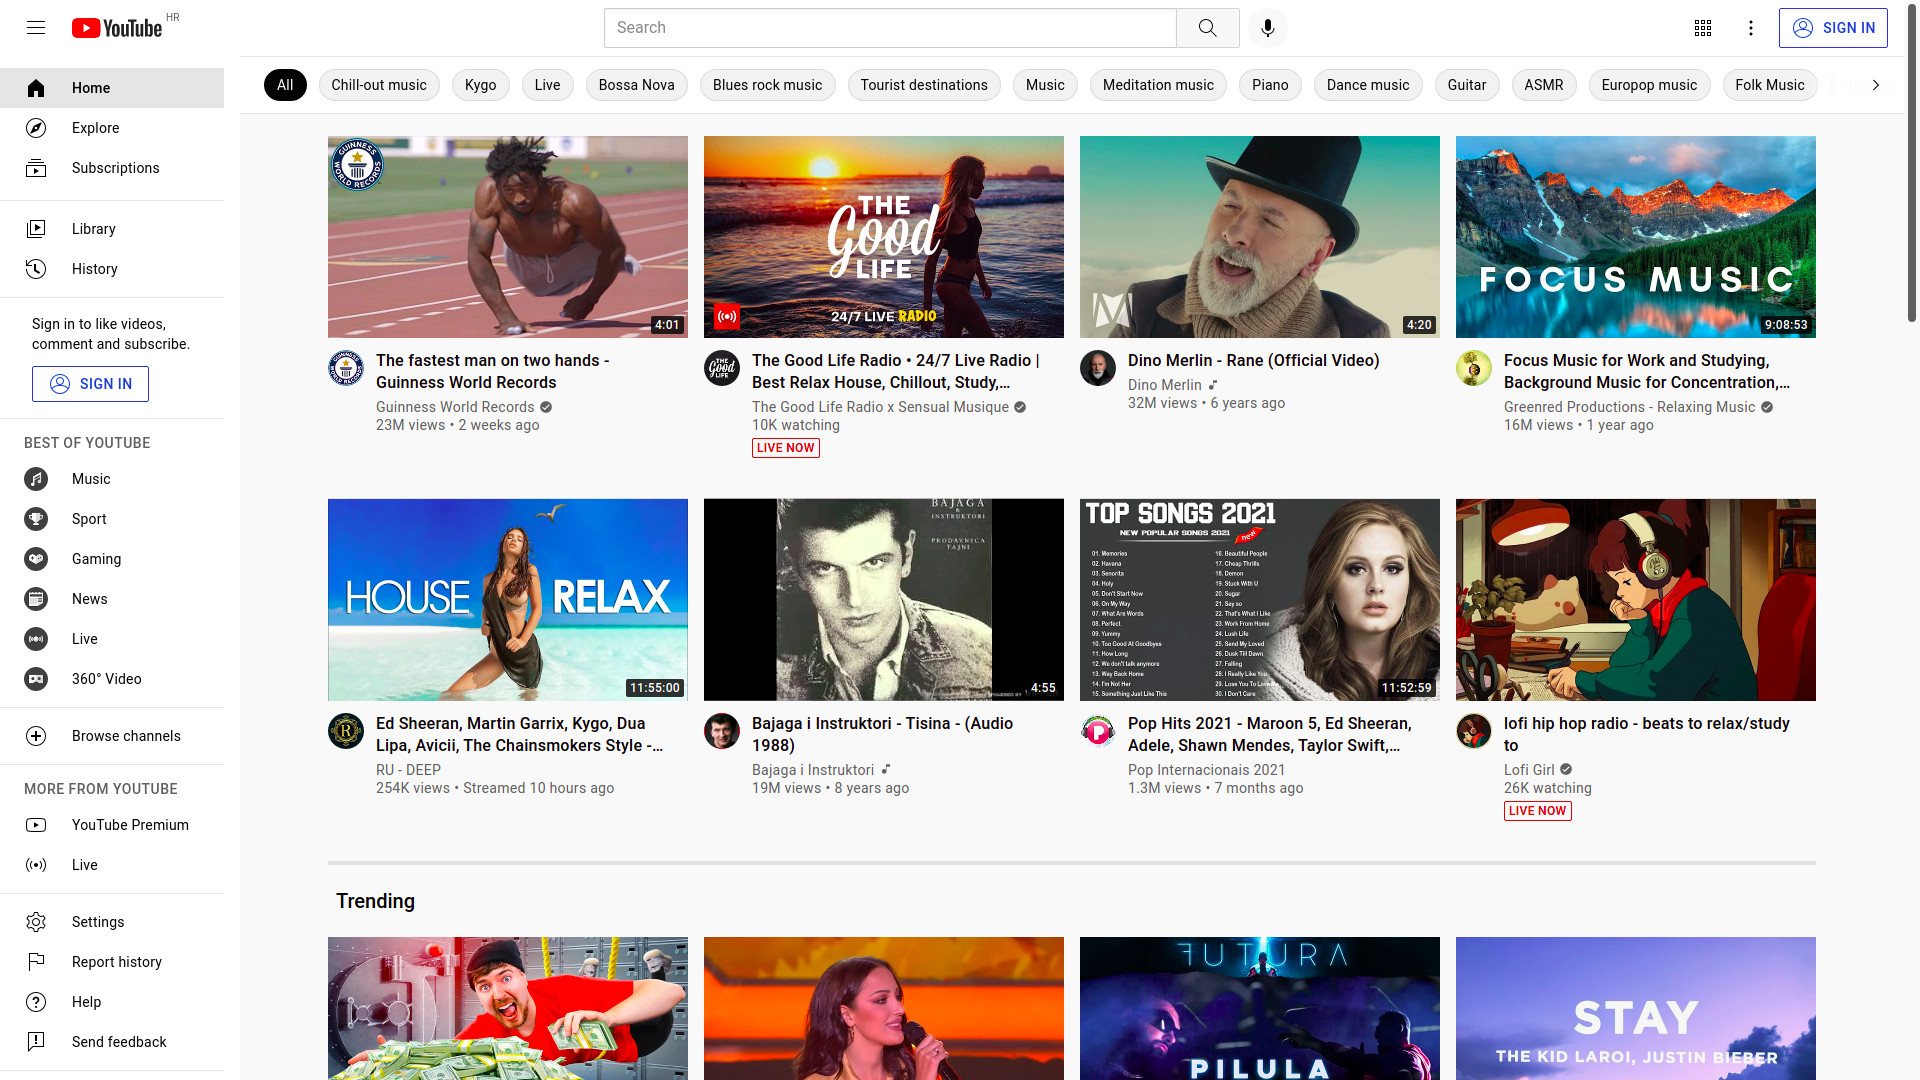 YouTube HR
Search
SIGN IN
Home
Explore
Subscriptions
Library
History
Sign in to like videos,
comment and subscribe.
SIGN IN
BEST OF YOUTUBE
Music
Sport
Gaming
News
Live
360° Video
Browse channels
MORE FROM YOUTUBE
YouTube Premium
Live
Settings
Report history
Help
Send feedback
All
Chill-out music
Kygo
Live
Bossa Nova
Blues rock music
Tourist destinations
Music
Meditation music
Piano
Dance music
Guitar
ASMR
Europop music
Folk Music
GUINNESS WORLD RECORDS
4:01
The fastest man on two hands -
Guinness World Records
Guinness World Records
23M views • 2 weeks ago
THE
Good
LIFE
24/7 LIVE RADIO
The Good Life Radio • 24/7 Live Radio |
Best Relax House, Chillout, Study,...
The Good Life Radio x Sensual Musique
10K watching
LIVE NOW
4:20
Dino Merlin - Rane (Official Video)
Dino Merlin
32M views • 6 years ago
FOCUS MUSIC
9:08:53
Focus Music for Work and Studying,
Background Music for Concentration,...
Greenred Productions - Relaxing Music
16M views • 1 year ago
HOUSE RELAX
11:55:00
Ed Sheeran, Martin Garrix, Kygo, Dua
Lipa, Avicii, The Chainsmokers Style -...
RU - DEEP
254K views • Streamed 10 hours ago
BAJAGA
&
INSTRUKTORI
PRODAVNICA
TAJNI
4:55
Bajaga i Instruktori - Tisina - (Audio
1988)
Bajaga i Instruktori
19M views • 8 years ago
TOP SONGS 2021
NEW POPULAR SONGS 2021 new
01. Memories
02. Havana
03. Senorita
04. Holy
05. Don't Start Now
06. On My Way
07. What Are Words
08. Perfect
09. Yummy
10. Too Good At Goodbyes
11. How Long
12. We don't talk anymore
13. Way Back Home
14. I'm Not Her
15. Something Just Like This
16. Beautiful People
17. Cheap Thrills
18. Demon
19. Stuck With U
20. Sugar
21. Say so
22. That's What I Like
23. Work From Home
24. Lush Life
25. Send My Loved
26. Dusk Till Dawn
27. Falling
28. I Really Like You
29. Lose You To
30. I Don't Care
11:52:59
Pop Hits 2021 - Maroon 5, Ed Sheeran,
Adele, Shawn Mendes, Taylor Swift,...
Pop Internacionais 2021
1.3M views • 7 months ago
lofi hip hop radio - beats to relax/study
to
Lofi Girl
26K watching
LIVE NOW
Trending
FUTURA
PILULA
STAY
THE KID LAROI, JUSTIN BIEBER